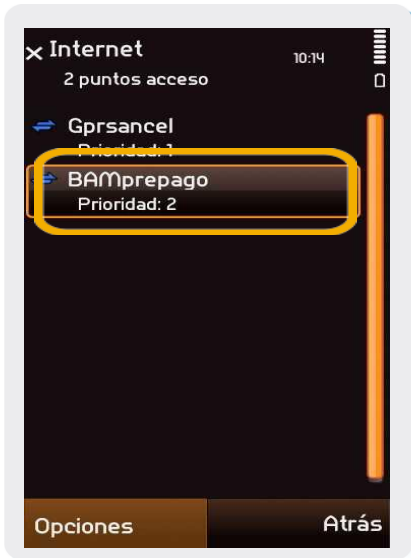 Internet
10:14
2 puntos acceso
Gprsancel
Prioridad: 1
BAMprepago
Prioridad: 2
Opciones
Atrás